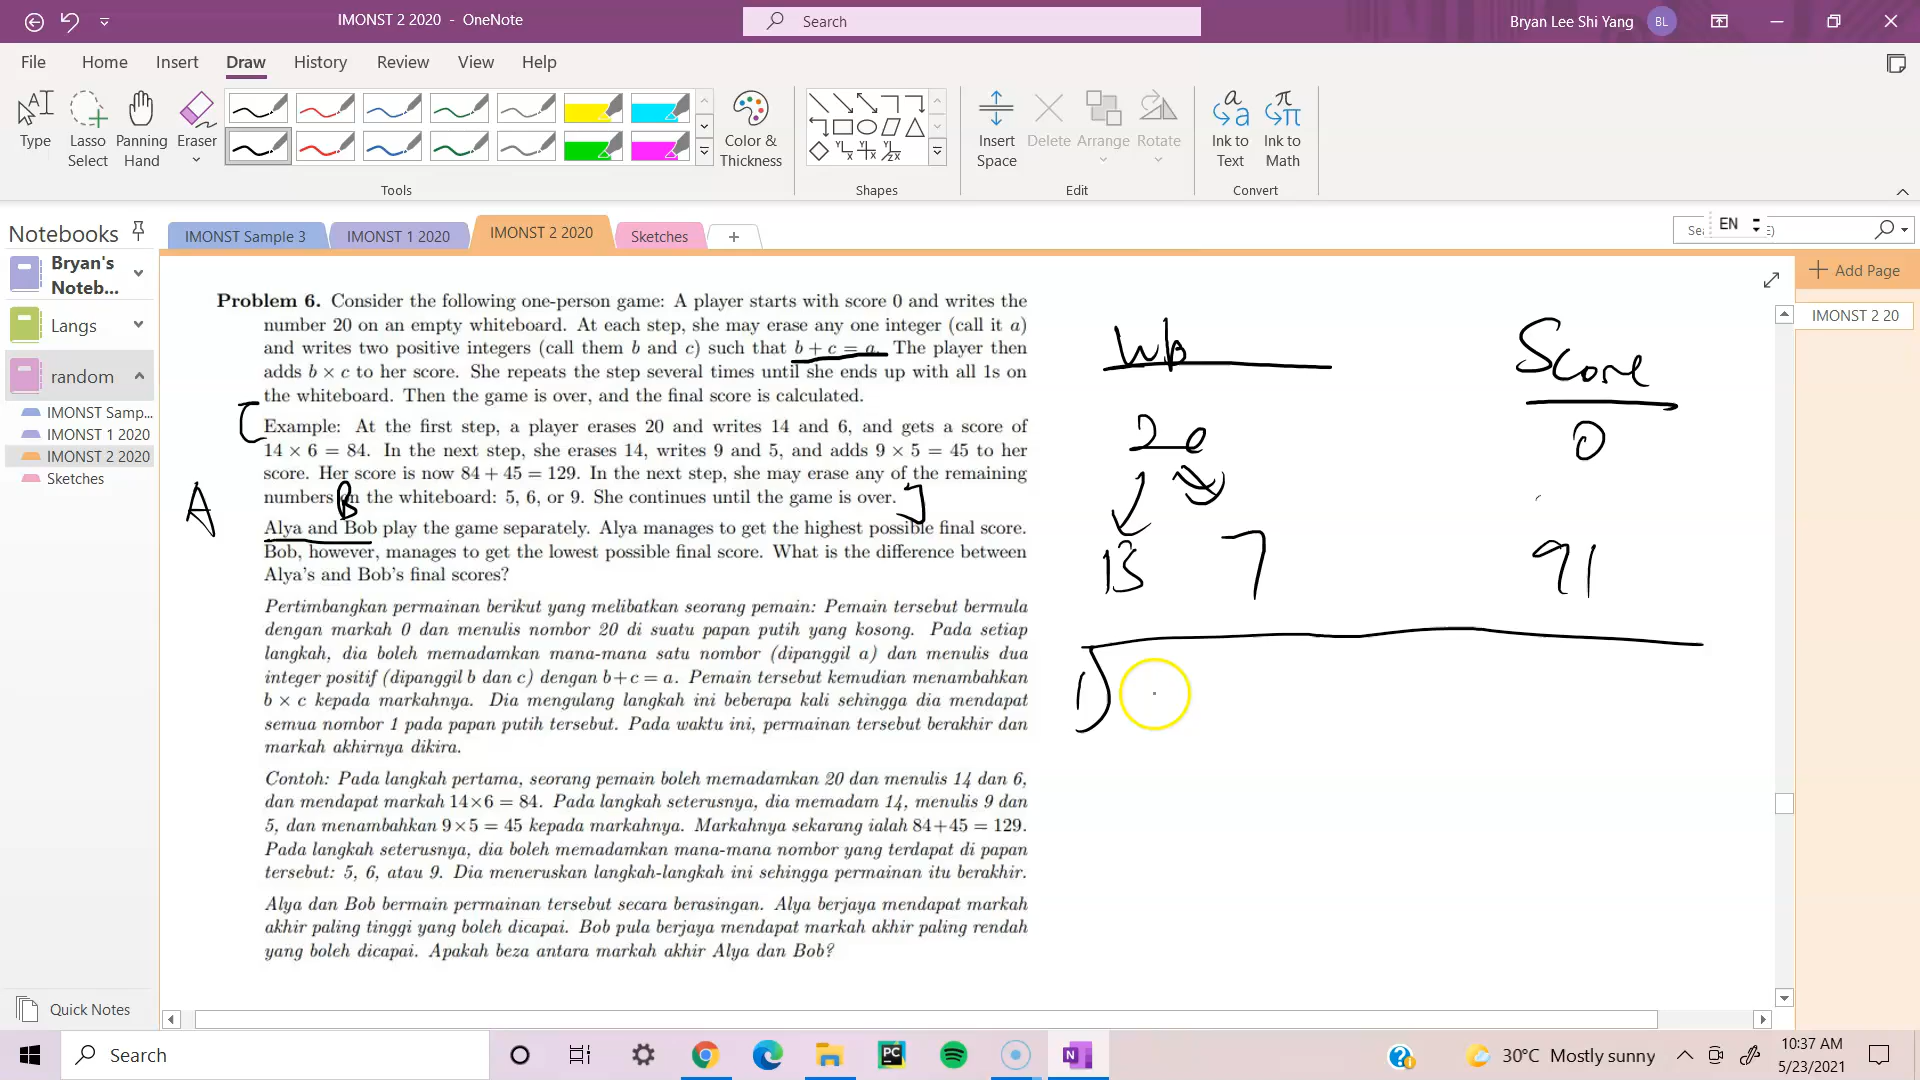 IMONST 2 2020 - OneNote
Search
Bryan Lee Shi Yang
BL
File Home Insert Draw History Review View Help
Type
Lasso Select
Panning Hand
Eraser
Color & Thickness
Insert Space
Delete
Arrange
Rotate
Ink to Text
Ink to Math
Tools
Shapes
Edit
Convert
Notebooks
IMONST Sample 3
IMONST 1 2020
IMONST 2 2020
Sketches
EN
Bryan's Noteb...
Langs
random
IMONST Samp...
IMONST 1 2020
IMONST 2 2020
Sketches
Quick Notes
Add Page
IMONST 2 20
Problem 6. Consider the following one-person game: A player starts with score 0 and writes the
number 20 on an empty whiteboard. At each step, she may erase any one integer (call it a)
and writes two positive integers (call them b and c) such that b + c = a. The player then
adds b × c to her score. She repeats the step several times until she ends up with all 1s on
the whiteboard. Then the game is over, and the final score is calculated.
Example: At the first step, a player erases 20 and writes 14 and 6, and gets a score of
14 × 6 = 84. In the next step, she erases 14, writes 9 and 5, and adds 9 × 5 = 45 to her
score. Her score is now 84 + 45 = 129. In the next step, she may erase any of the remaining
numbers on the whiteboard: 5, 6, or 9. She continues until the game is over.
Alya and Bob play the game separately. Alya manages to get the highest possible final score.
Bob, however, manages to get the lowest possible final score. What is the difference between
Alya's and Bob's final scores?
Pertimbangkan permainan berikut yang melibatkan seorang pemain: Pemain tersebut bermula
dengan markah 0 dan menulis nombor 20 di suatu papan putih yang kosong. Pada setiap
langkah, dia boleh memadamkan mana-mana satu nombor (dipanggil a) dan menulis dua
integer positif (dipanggil b dan c) dengan b+c = a. Pemain tersebut kemudian menambahkan
b × c kepada markahnya. Dia mengulang langkah ini beberapa kali sehingga dia mendapat
semua nombor 1 pada papan putih tersebut. Pada waktu ini, permainan tersebut berakhir dan
markah akhirnya dikira.
Contoh: Pada langkah pertama, seorang pemain boleh memadamkan 20 dan menulis 14 dan 6,
dan mendapat markah 14×6 = 84. Pada langkah seterusnya, dia memadam 14, menulis 9 dan
5, dan menambahkan 9×5 = 45 kepada markahnya. Markahnya sekarang ialah 84+45 = 129.
Pada langkah seterusnya, dia boleh memadamkan mana-mana nombor yang terdapat di papan
tersebut: 5, 6, atau 9. Dia meneruskan langkah-langkah ini sehingga permainan itu berakhir.
Alya dan Bob bermain permainan tersebut secara berasingan. Alya berjaya mendapat markah
akhir paling tinggi yang boleh dicapai. Bob pula berjaya mendapat markah akhir paling rendah
yang boleh dicapai. Apakah beza antara markah akhir Alya dan Bob?
A
B
Wb Score
20 0
13 7 91
1)
Search
30°C Mostly sunny
10:37 AM
5/23/2021